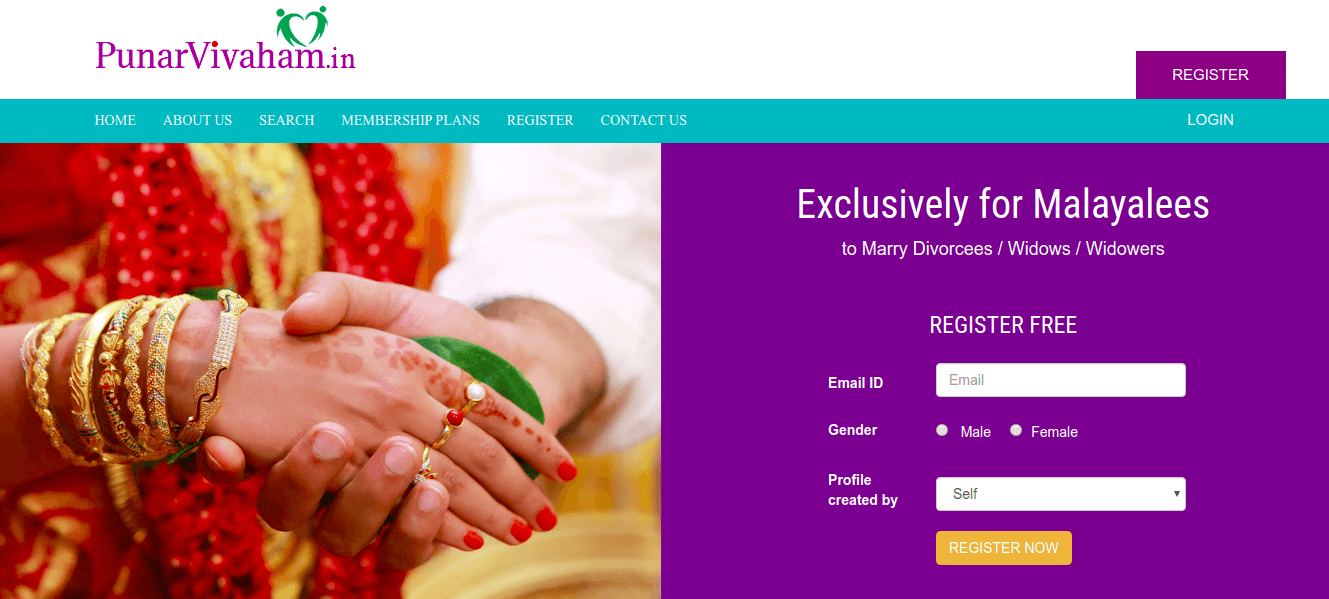 PunarVivaham.in
REGISTER
HOME ABOUT US SEARCH MEMBERSHIP PLANS REGISTER CONTACT US LOGIN
Exclusively for Malayalees
to Marry Divorcees / Widows / Widowers
REGISTER FREE
Email ID Email
Gender Male Female
Profile
created by Self
REGISTER NOW